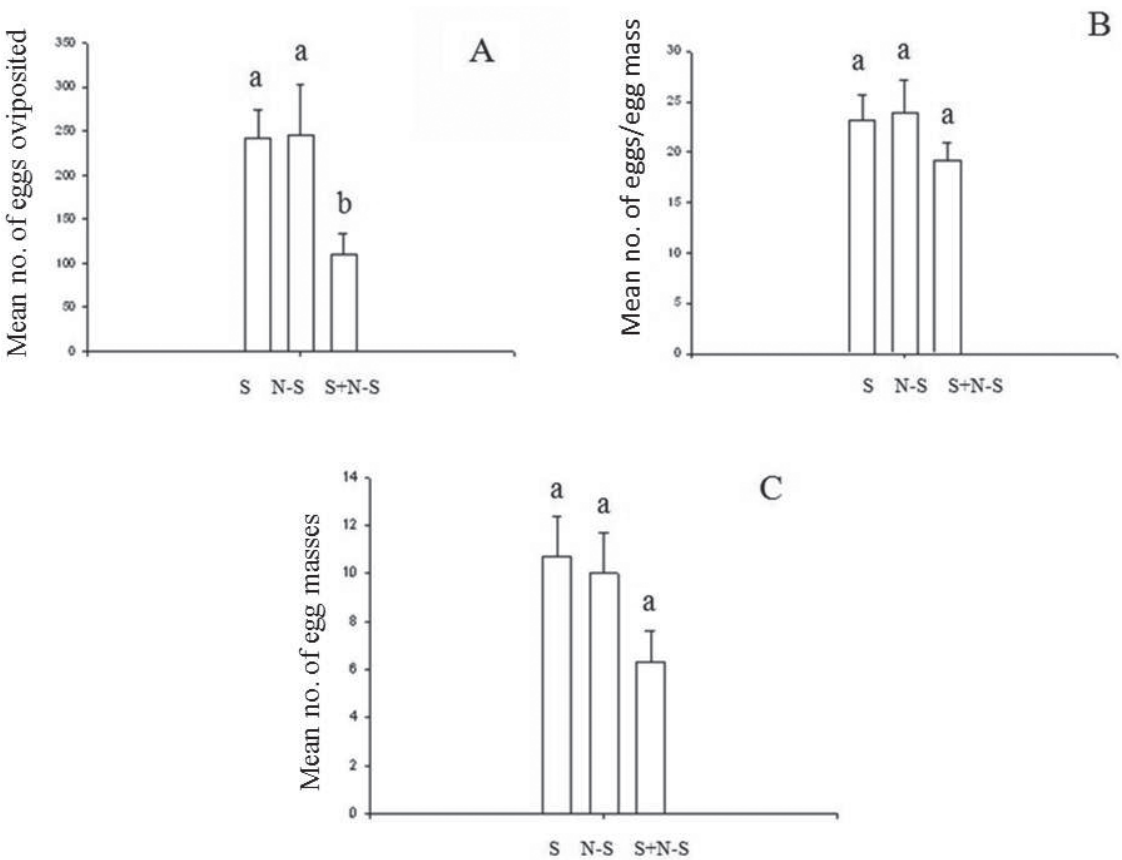 A
Mean no. of eggs oviposited
350
300
250
200
150
100
50
0
a
a
b
S N-S S+N-S
B
Mean no. of eggs/egg mass
30
25
20
15
10
5
0
a
a
a
S N-S S+N-S
C
Mean no. of egg masses
14
12
10
8
6
4
2
0
a
a
a
S N-S S+N-S